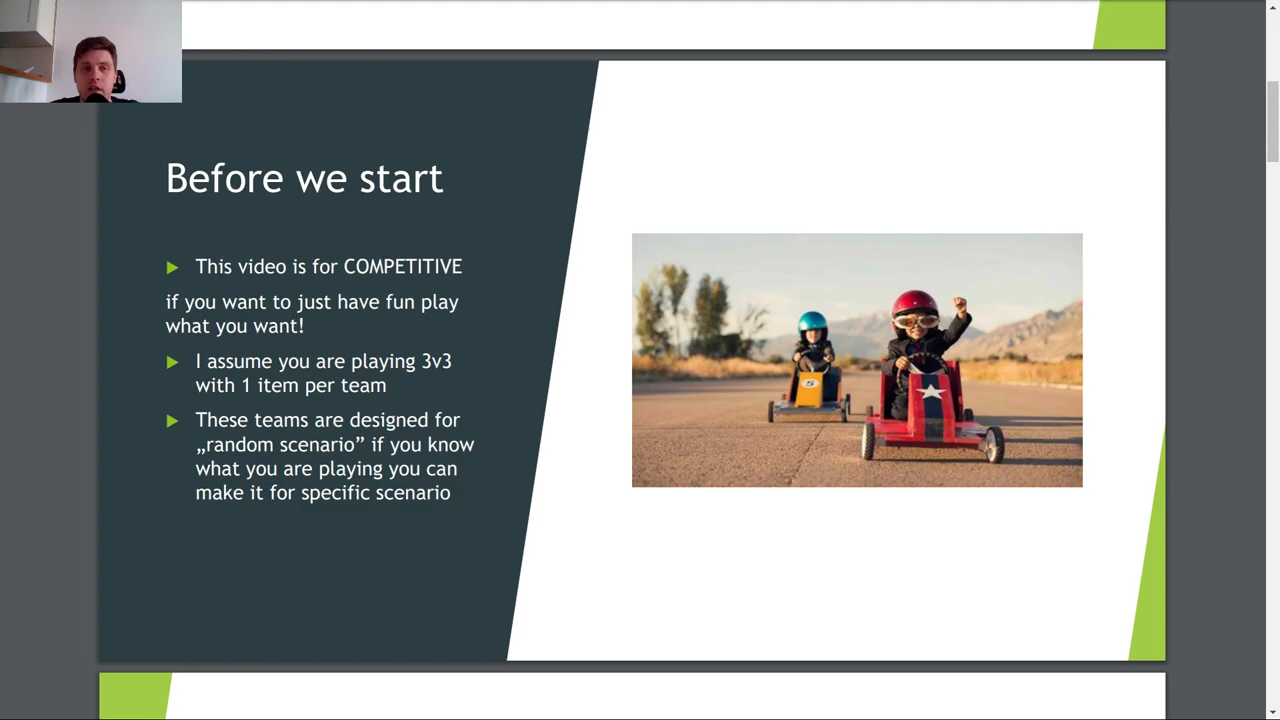 Before we start
This video is for COMPETITIVE
if you want to just have fun play
what you want!
I assume you are playing 3v3
with 1 item per team
These teams are designed for
„random scenario” if you know
what you are playing you can
make it for specific scenario
5